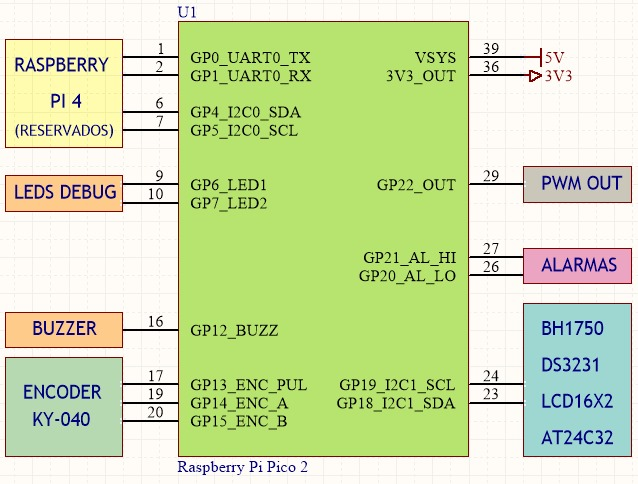 U1
RASPBERRY
PI 4
(RESERVADOS)
1 GP0_UART0_TX
2 GP1_UART0_RX
6 GP4_I2C0_SDA
7 GP5_I2C0_SCL
VSYS 39 5V
3V3_OUT 36 3V3
LEDS DEBUG
9 GP6_LED1
10 GP7_LED2
GP22_OUT 29 PWM OUT
GP21_AL_HI 27
GP20_AL_LO 26
ALARMAS
BUZZER 16 GP12_BUZZ
ENCODER
KY-040
17 GP13_ENC_PUL
19 GP14_ENC_A
20 GP15_ENC_B
GP19_I2C1_SCL 24
GP18_I2C1_SDA 23
BH1750
DS3231
LCD16X2
AT24C32
Raspberry Pi Pico 2